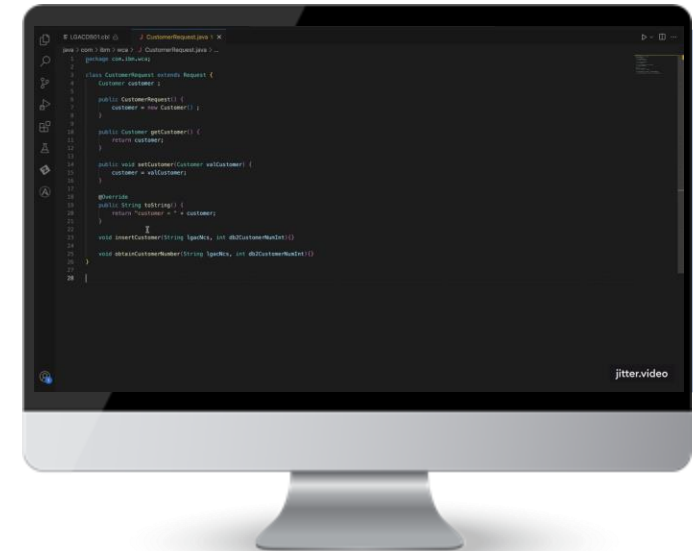 LGACDB01.cbl
J CustomerRequest.java 1 X
java > com > ibm > wca > J CustomerRequest.java > ...
1 package com.ibm.wca;
2
3 class CustomerRequest extends Request {
4 Customer customer ;
5
6 public CustomerRequest() {
7 customer = new Customer() ;
8 }
9
10 public Customer getCustomer() {
11 return customer;
12 }
13
14 public void setCustomer(Customer valCustomer) {
15 customer = valCustomer;
16 }
17
18 @Override
19 public String toString() {
20 return "customer = " + customer;
21 }
22
23 void insertCustomer(String lgacNcs, int db2CustomerNumInt){}
24
25 void obtainCustomerNumber(String lgacNcs, int db2CustomerNumInt){}
26 }
27
28
jitter.video